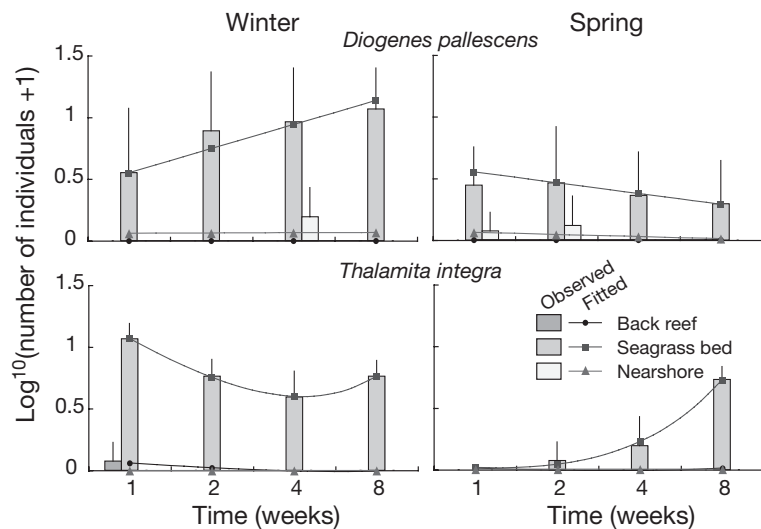 Winter
Spring
Diogenes pallescens
Log¹⁰(number of individuals +1)
1.5
1
0.5
0
Thalamita integra
1.5
1
0.5
0
Observed
Fitted
Back reef
Seagrass bed
Nearshore
1 2 4 8
1 2 4 8
Time (weeks)
Time (weeks)